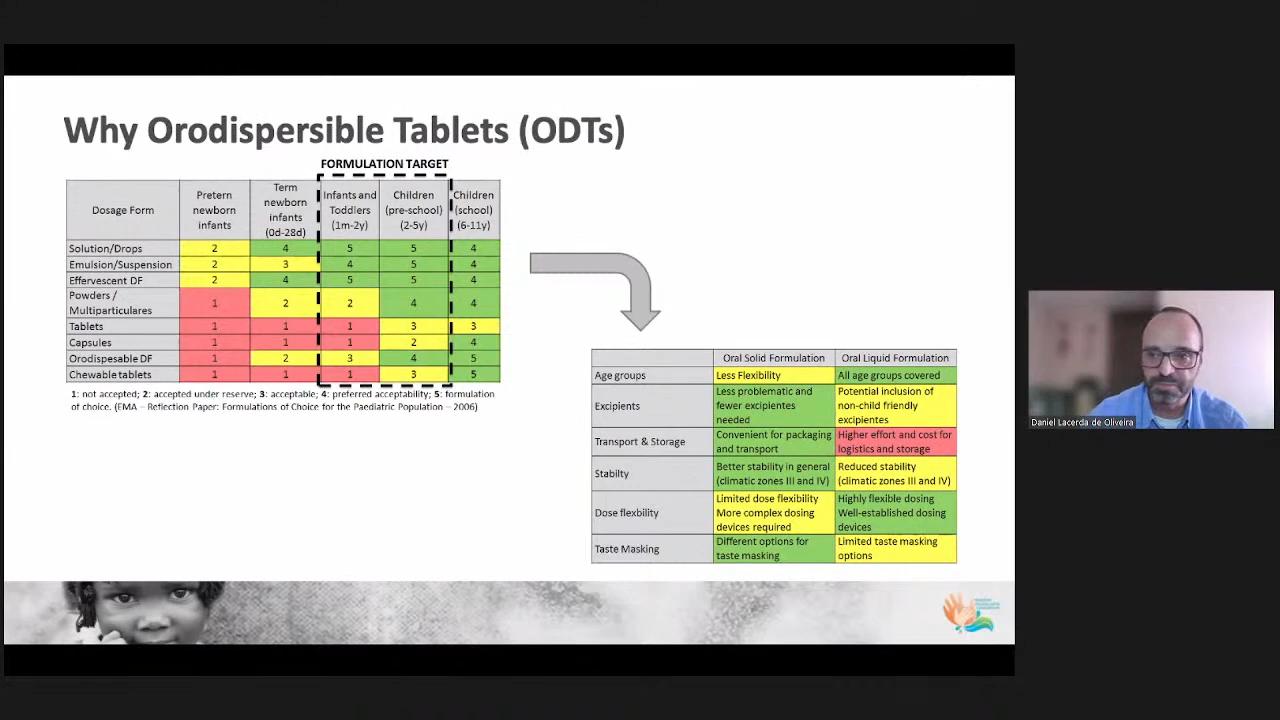 Why Orodispersible Tablets (ODTs)
FORMULATION TARGET
Dosage Form
Pretern
newborn
infants
Term
newborn
infants
(0d-28d)
Infants and
Toddlers
(1m-2y)
Children
(pre-school)
(2-5y)
Children
(school)
(6-11y)
Solution/Drops 2 4 5 5 4
Emulsion/Suspension 2 3 4 5 4
Effervescent DF 2 4 5 5 4
Powders /
Multiparticulares 1 2 2 4 4
Tablets 1 1 1 3 3
Capsules 1 1 1 2 4
Orodispesable DF 1 2 3 4 5
Chewable tablets 1 1 1 3 5
1: not accepted; 2: accepted under reserve; 3: acceptable; 4: preferred acceptability; 5: formulation
of choice. (EMA – Reflection Paper: Formulations of Choice for the Paediatric Population – 2006)
Oral Solid Formulation Oral Liquid Formulation
Age groups Less Flexibility All age groups covered
Excipients
Less problematic and
fewer excipientes
needed
Potential inclusion of
non-child friendly
excipientes
Transport & Storage
Convenient for packaging
and transport
Higher effort and cost for
logistics and storage
Stabilty
Better stability in general
(climatic zones III and IV)
Reduced stability
(climatic zones III and IV)
Dose flexbility
Limited dose flexibility
More complex dosing
devices required
Highly flexible dosing
Well-established dosing
devices
Taste Masking
Different options for
taste masking
Limited taste masking
options
Daniel Lacerda de Oliveira